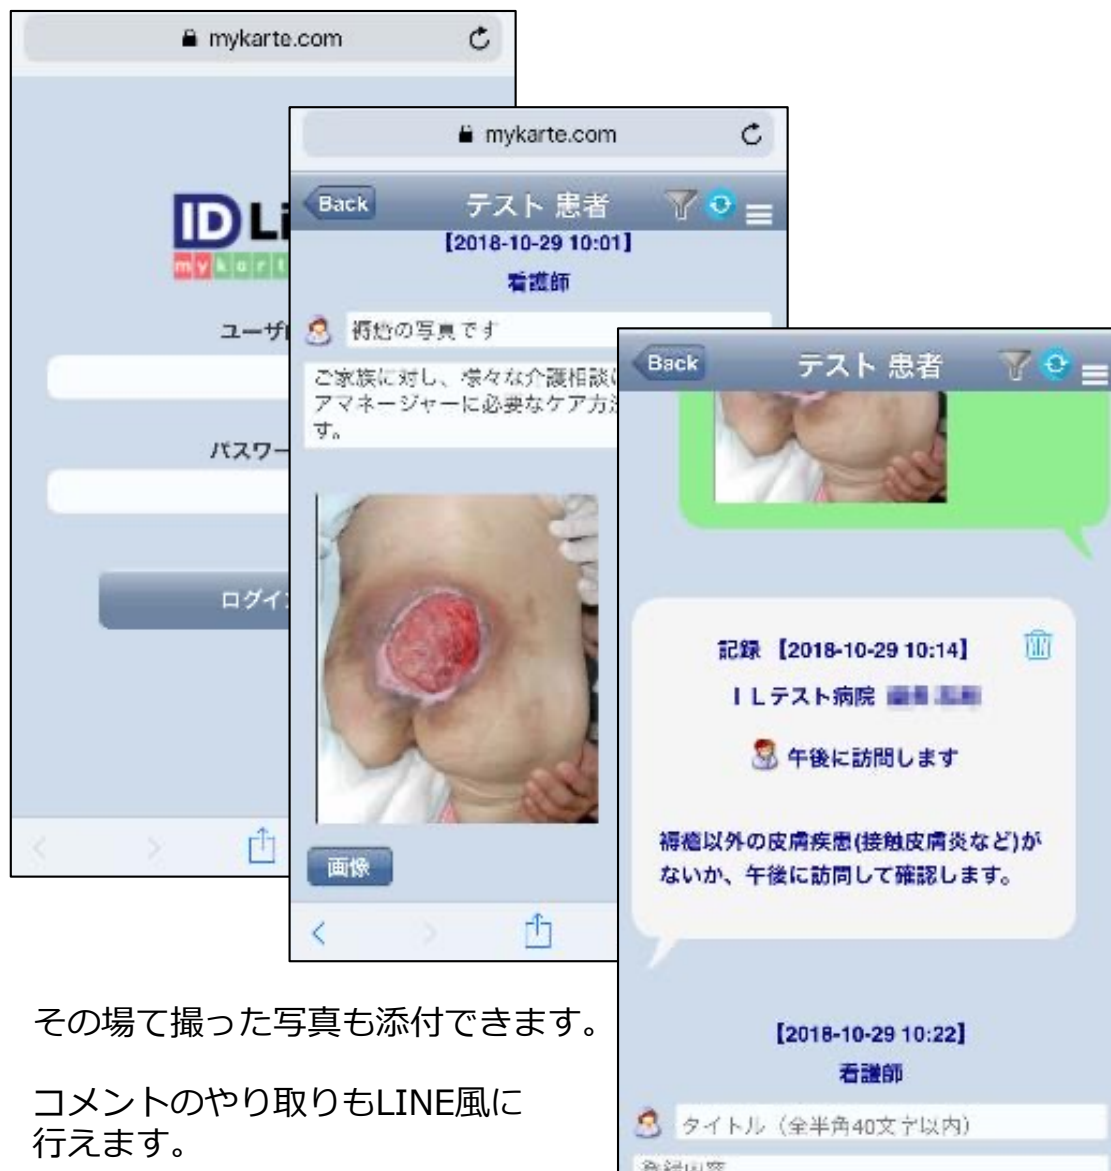 mykarte.com
ID Li
mykart
ユーザ
パスワー
ログイ
mykarte.com
Back
テスト 患者
【2018-10-29 10:01】
看護師
褥瘡の写真です
ご家族に対し、様々な介護相談
アマネージャーに必要なケア方
す。
画像
Back
テスト 患者
記録 【2018-10-29 10:14】
ILテスト病院
午後に訪問します
褥瘡以外の皮膚疾患(接触皮膚炎など)が
ないか、午後に訪問して確認します。
【2018-10-29 10:22】
看護師
タイトル（全半角40文字以内）
その場て撮った写真も添付できます。
コメントのやり取りもLINE風に
行えます。